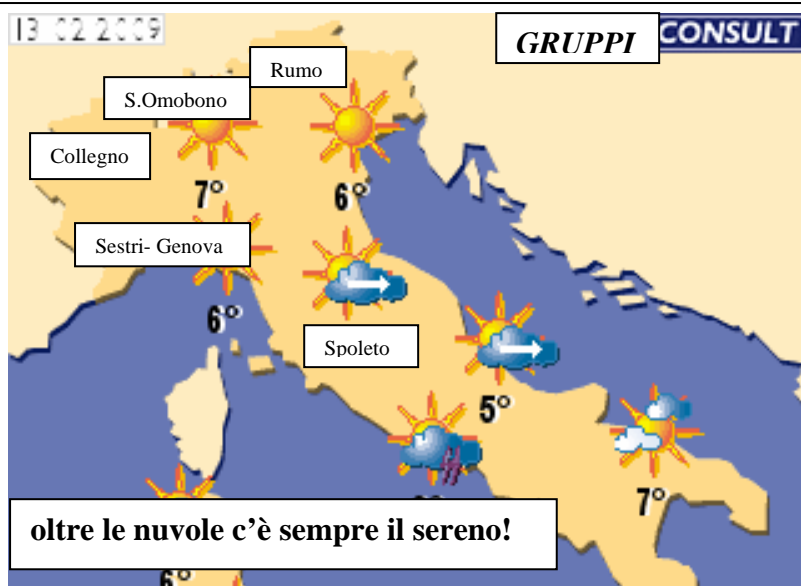 13 02 2009
GRUPPI
CONSULT
Rumo
S.Omobono
Collegno
7°
6°
Sestri- Genova
6°
Spoleto
5°
7°
oltre le nuvole c'è sempre il sereno!
6°